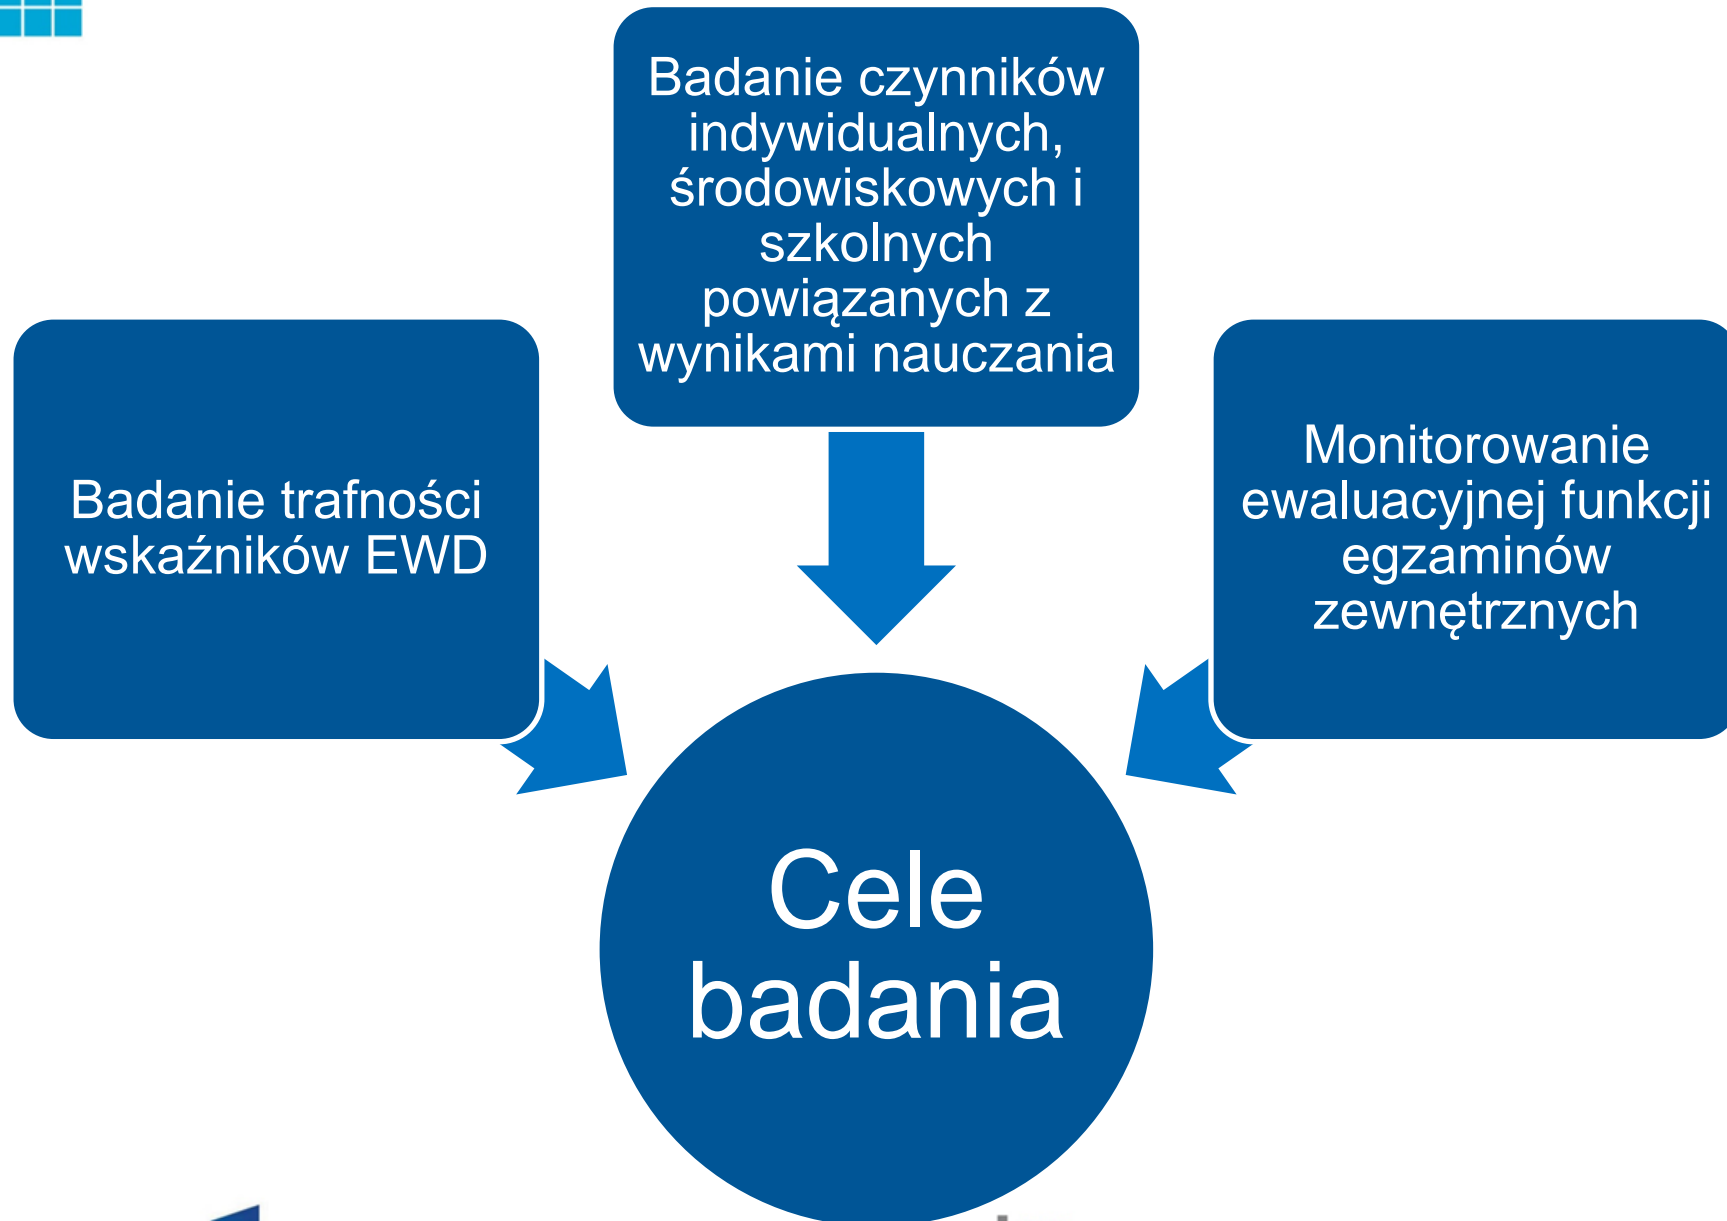 Badanie czynników
indywidualnych,
środowiskowych i
szkolnych
powiązanych z
wynikami nauczania
Badanie trafności
wskaźników EWD
Monitorowanie
ewaluacyjnej funkcji
egzaminów
zewnętrznych
Cele
badania